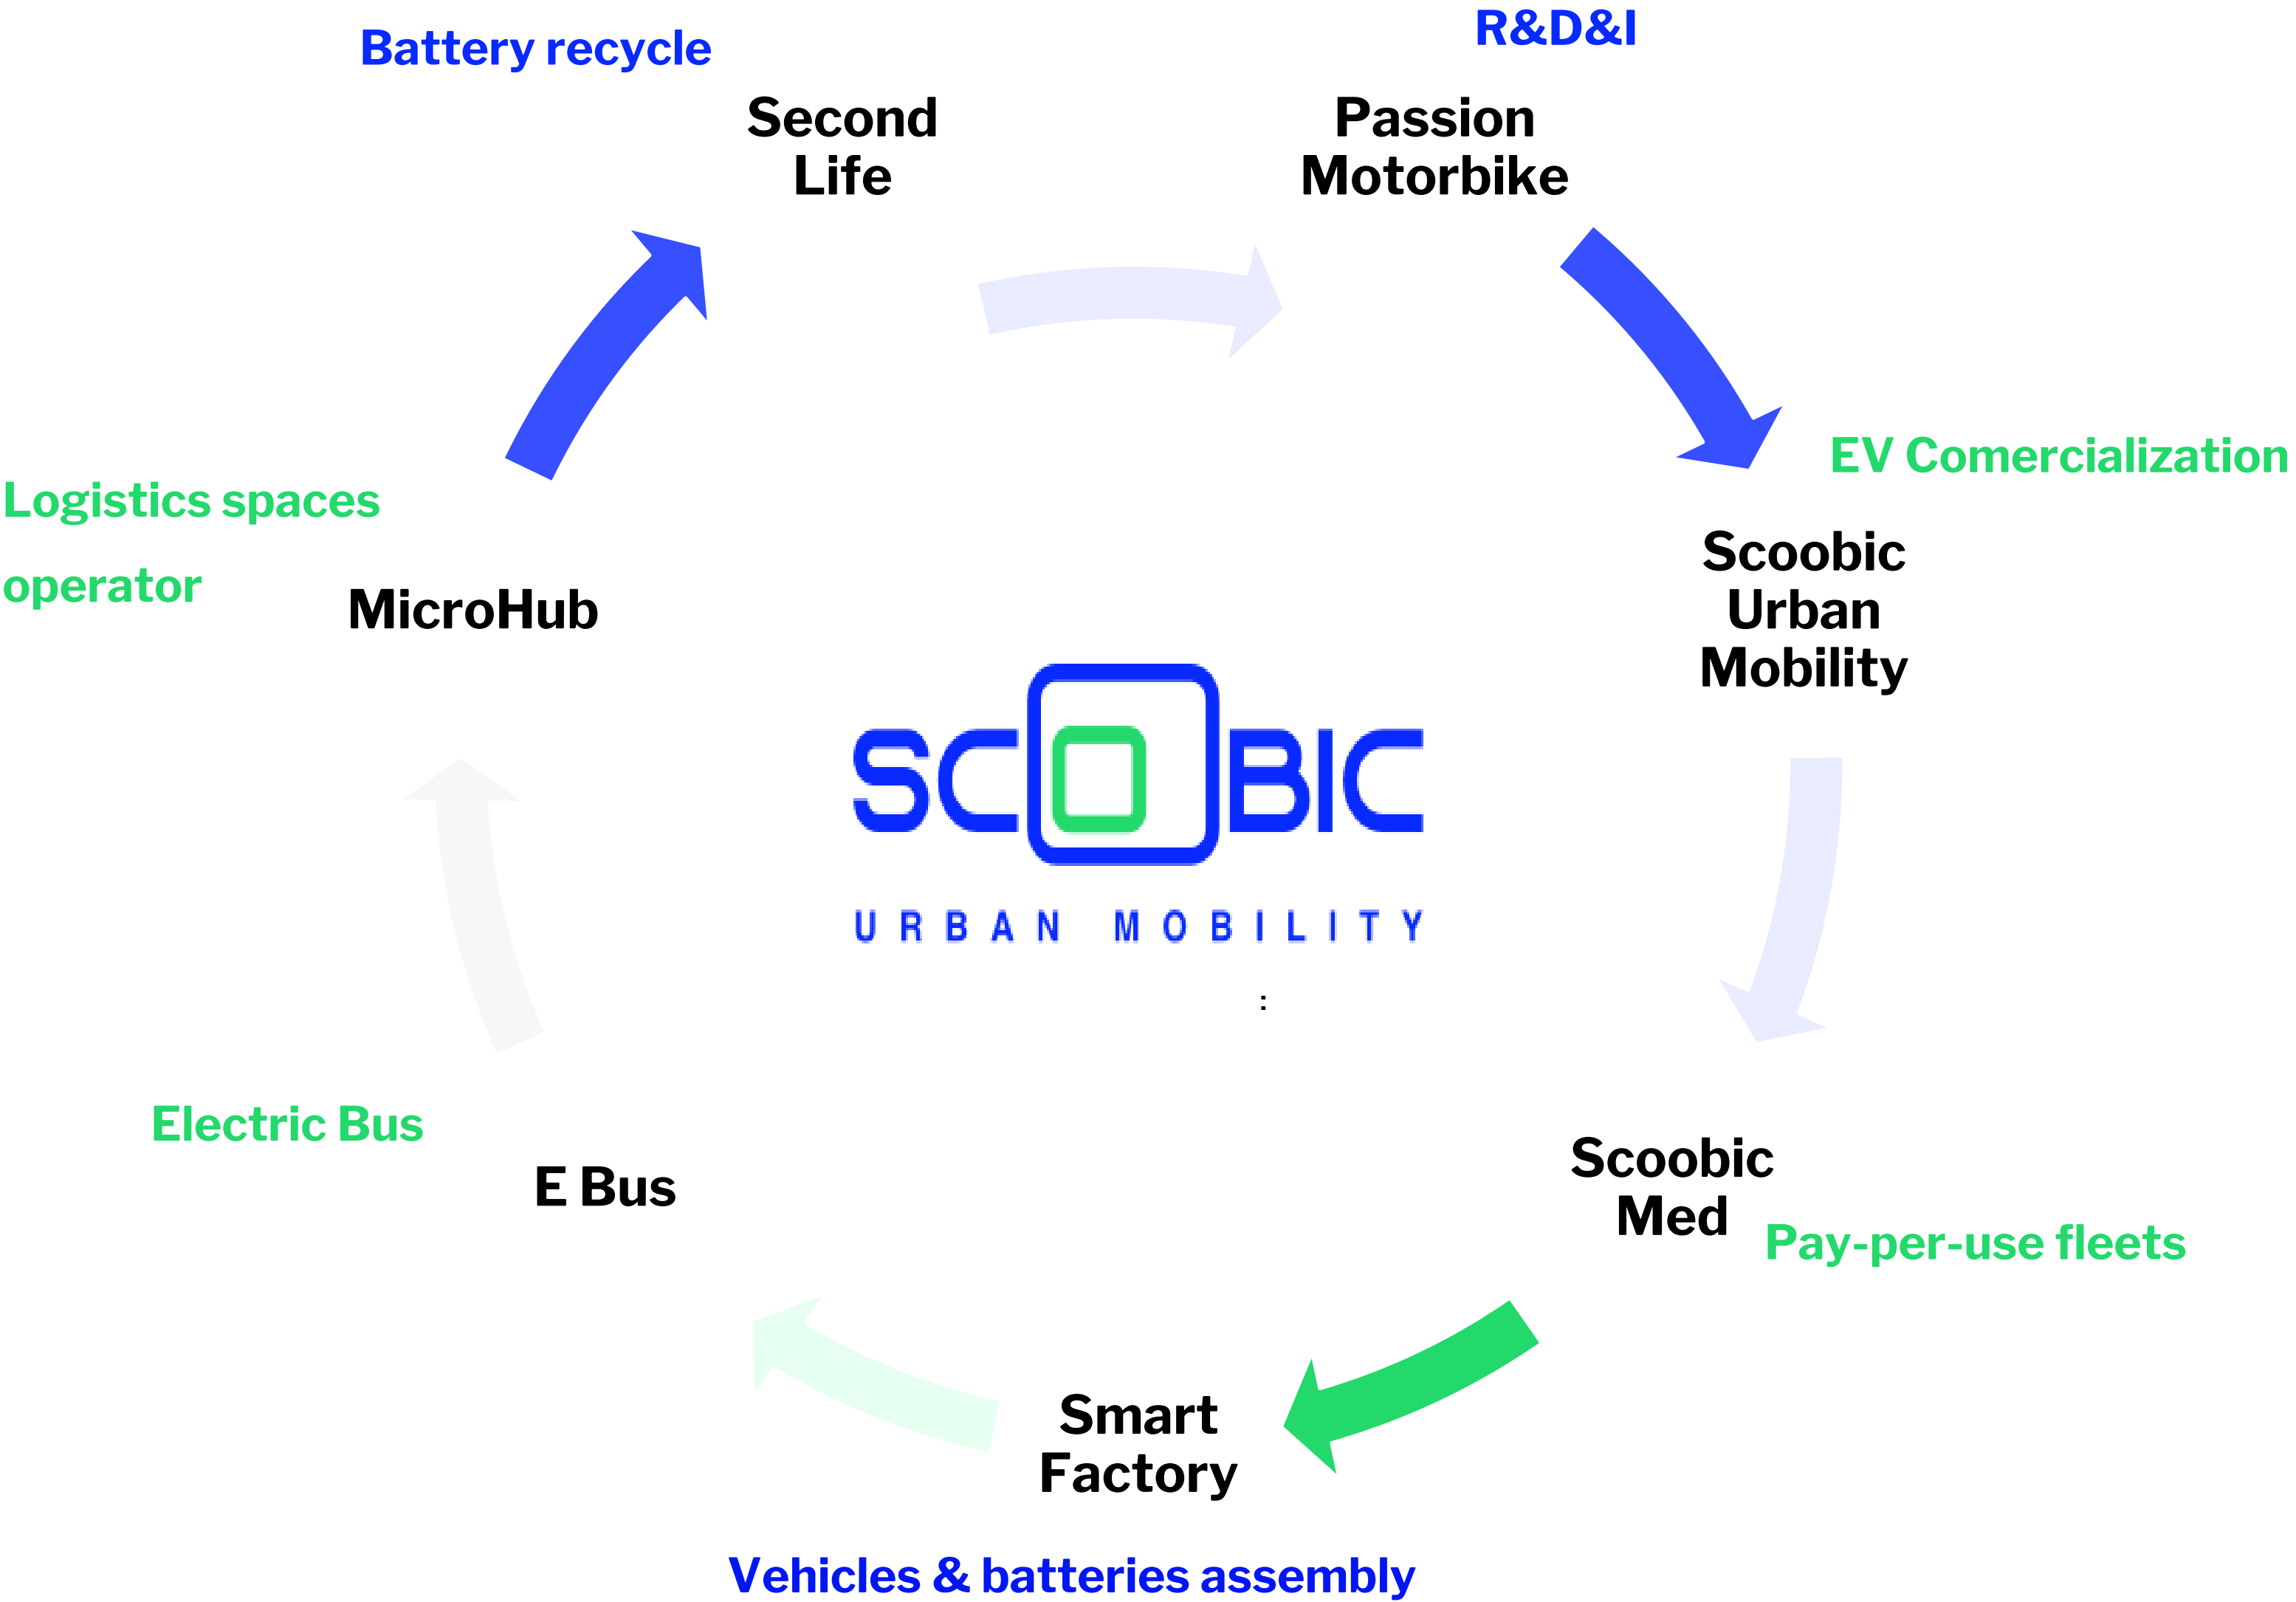 R&D&I
Battery recycle
Second
Life
Passion
Motorbike
EV Comercialization
Logistics spaces
operator
MicroHub
Scoobic
Urban
Mobility
SCOBIC
URBAN MOBILITY
:
Electric Bus
E Bus
Scoobic
Med
Pay-per-use fleets
Smart
Factory
Vehicles & batteries assembly